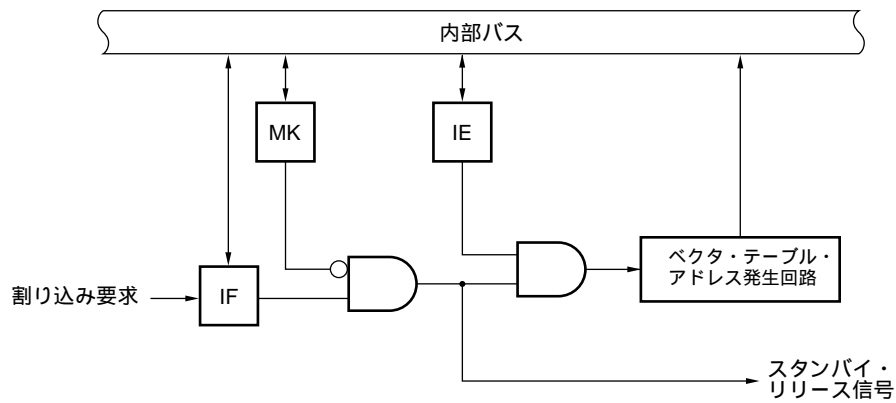 内部バス
MK
IE
ベクタ・テーブル・
アドレス発生回路
割り込み要求
IF
スタンバイ・
リリース信号